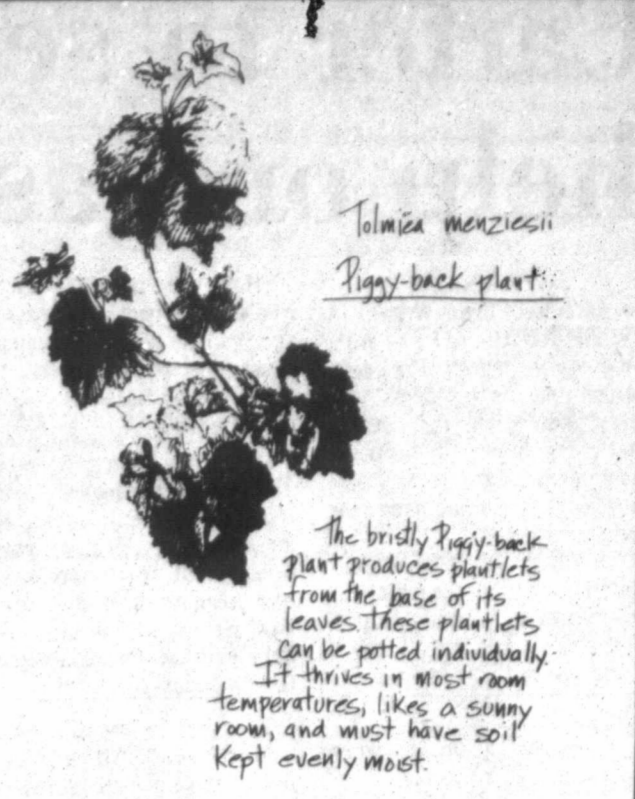 Tolmiea menziesii
Piggy-back plant
The bristly Piggy-back
plant produces plantlets
from the base of its
leaves. These plantlets
can be potted individually.
It thrives in most room
temperatures, likes a sunny
room, and must have soil
kept evenly moist.